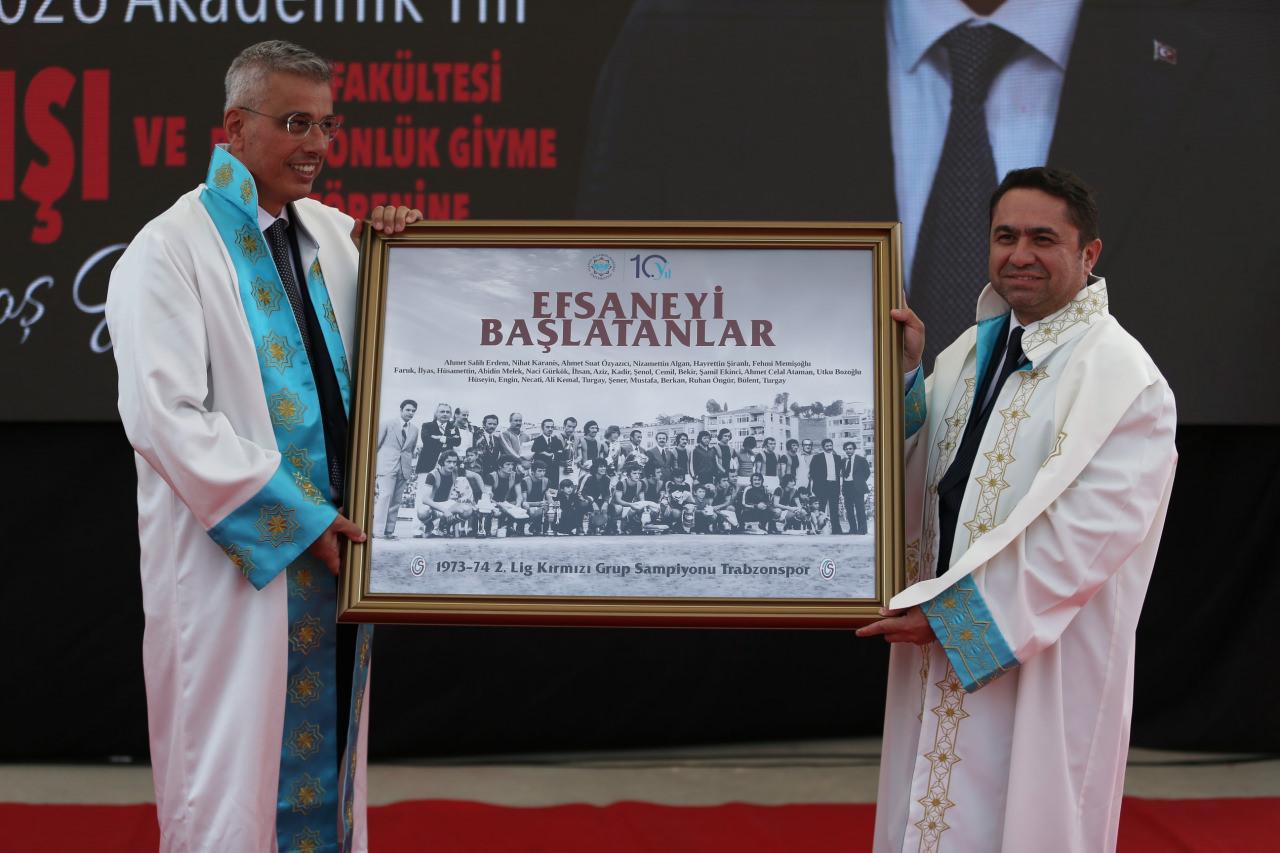 2026 Akademik Yılı
IŞI VE FAKÜLTESİ
ÖNLÜK GİYME
TÖRENİNE
10.Yıl
EFSANEYİ
BAŞLATANLAR
Ahmet Salih Erdem, Nihat Karanis, Ahmet Suat Özyazıcı, Nizamettin Algan, Hayrettin Şiranlı, Fehmi Memişoğlu
Faruk, İlyas, Hüsamettin, Abidin Melek, Naci Gürkök, İhsan, Aziz, Kadir, Şenol, Cemil, Bekir, Şamil Ekinci, Ahmet Celal Ataman, Utku Bozoğlu
Hüseyin, Engin, Necati, Ali Kemal, Turgay, Şener, Mustafa, Berkan, Ruhan Öngür, Bülent, Turgay
1973-74 2. Lig Kırmızı Grup Sampiyonu Trabzonspor